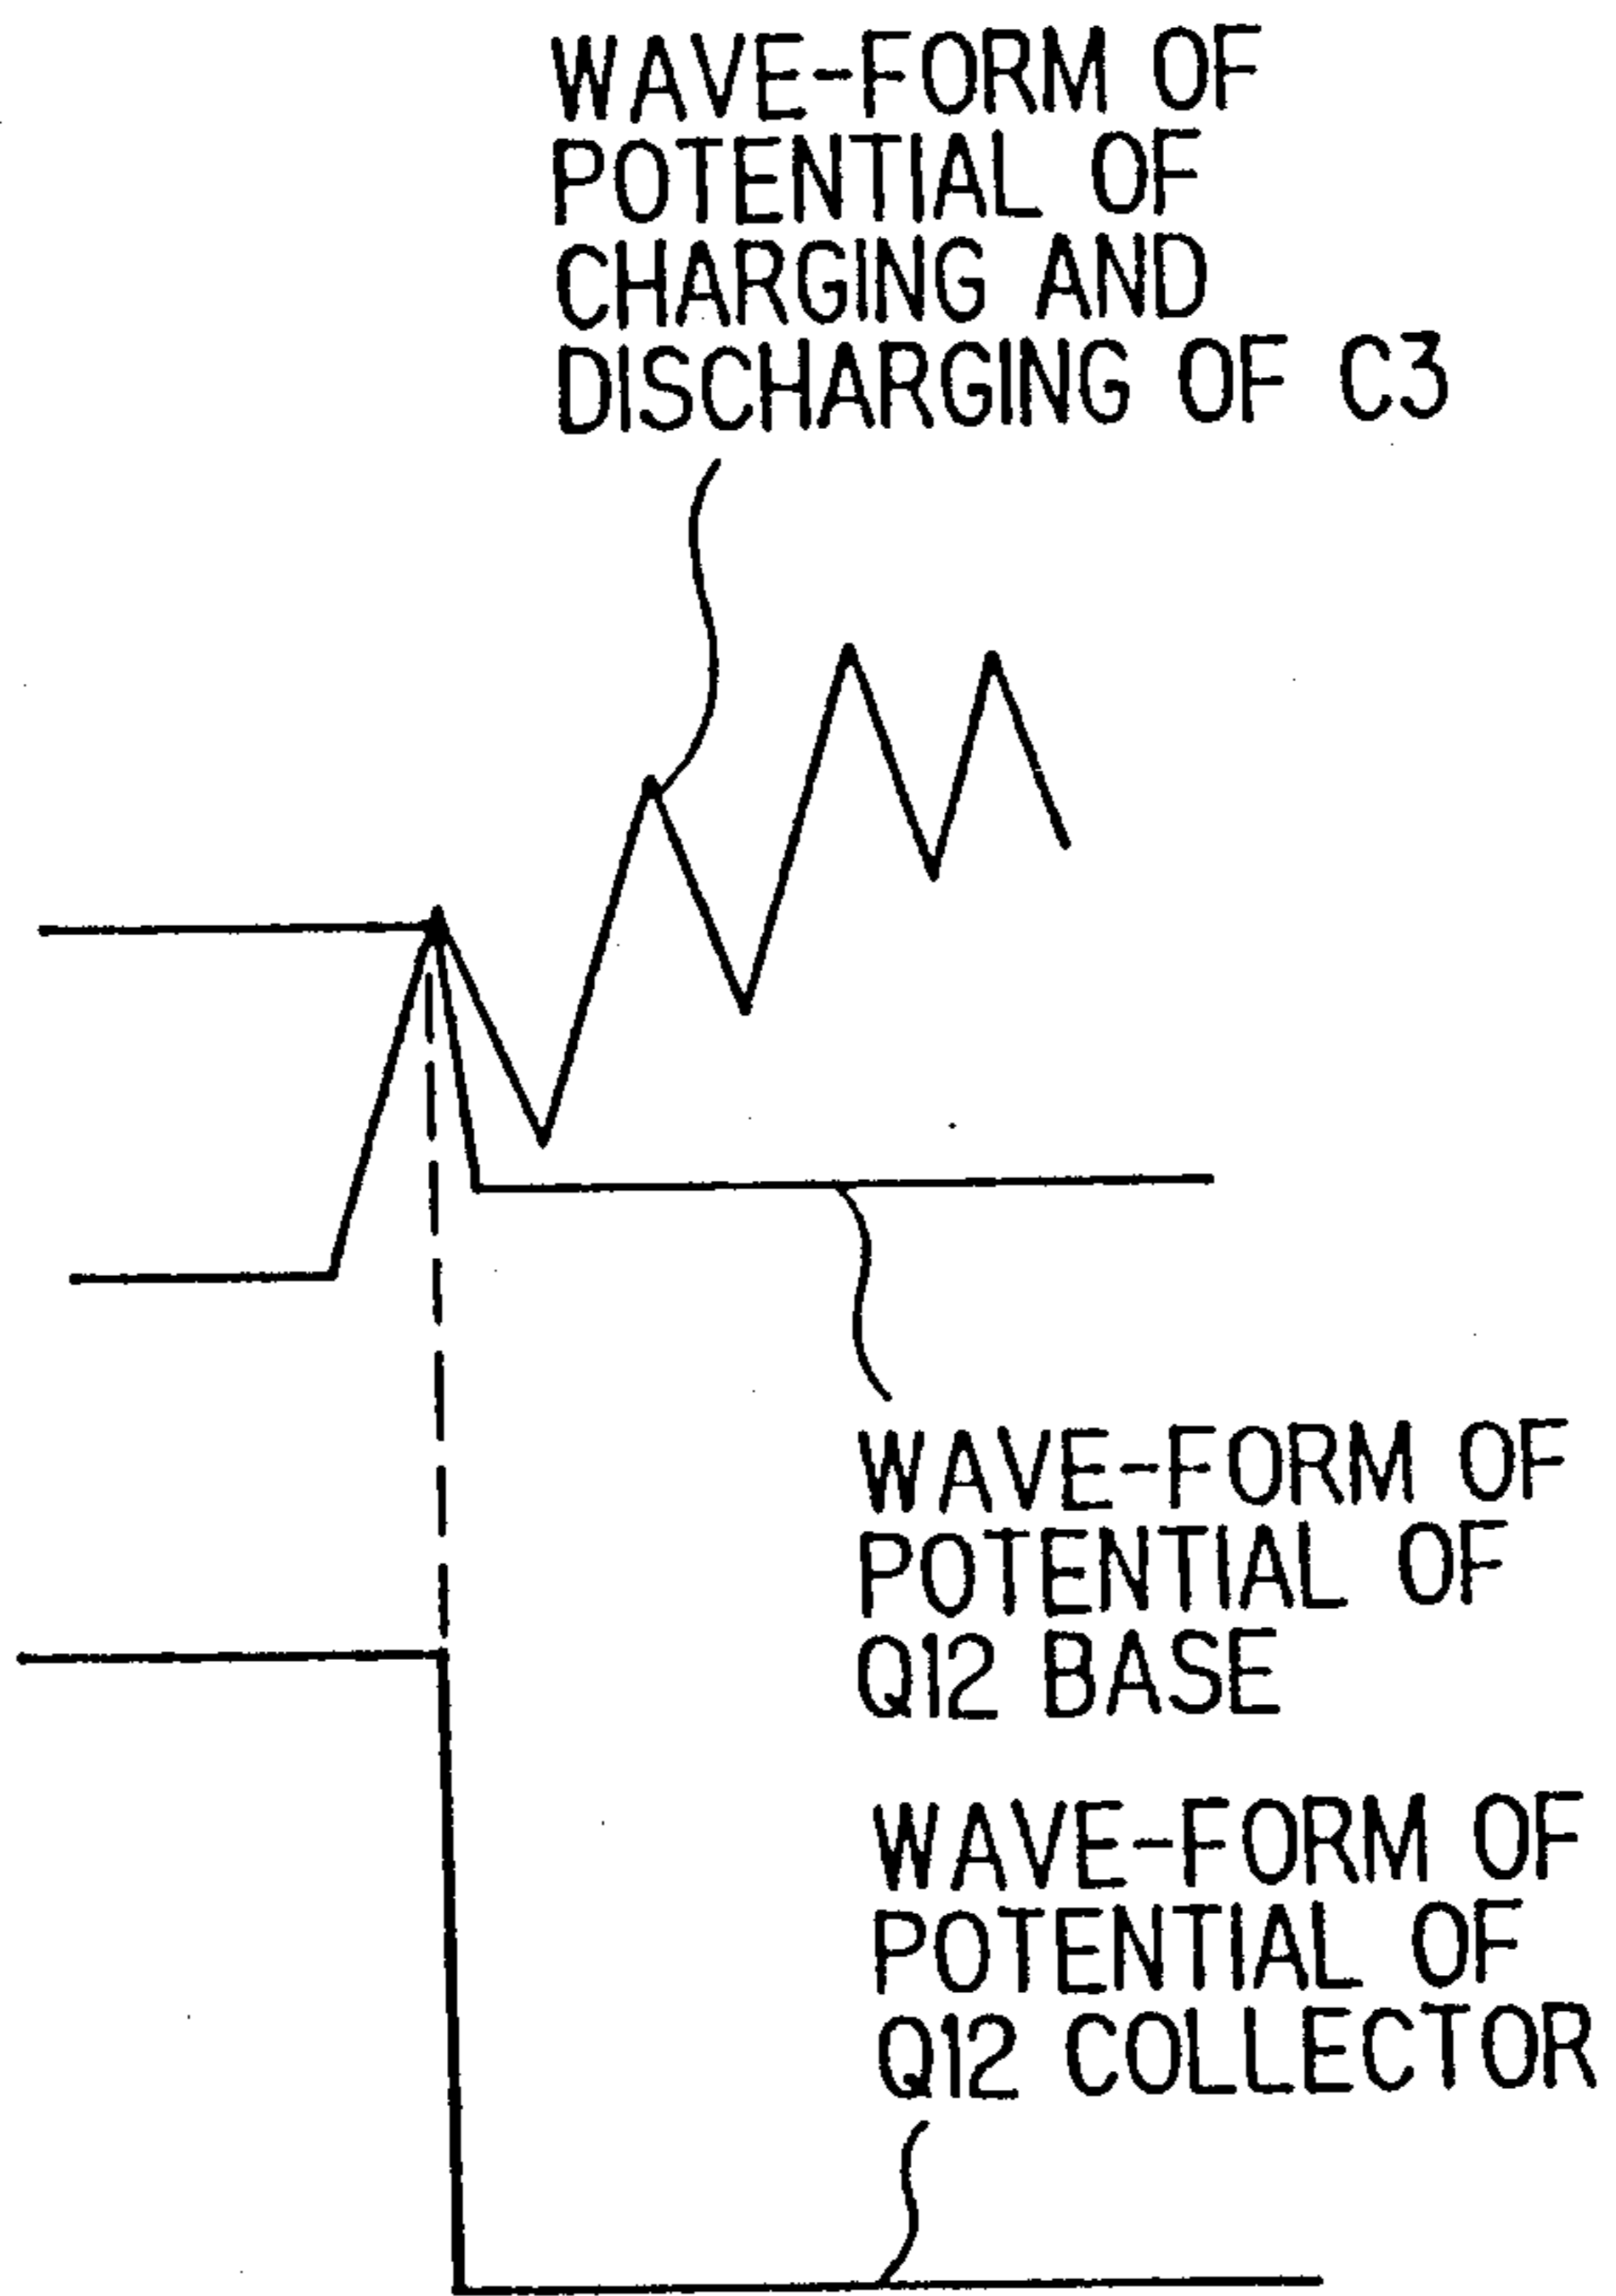 WAVE-FORM OF
POTENTIAL OF
CHARGING AND
DISCHARGING OF C3
WAVE-FORM OF
POTENTIAL OF
Q12 BASE
WAVE-FORM OF
POTENTIAL OF
Q12 COLLECTOR